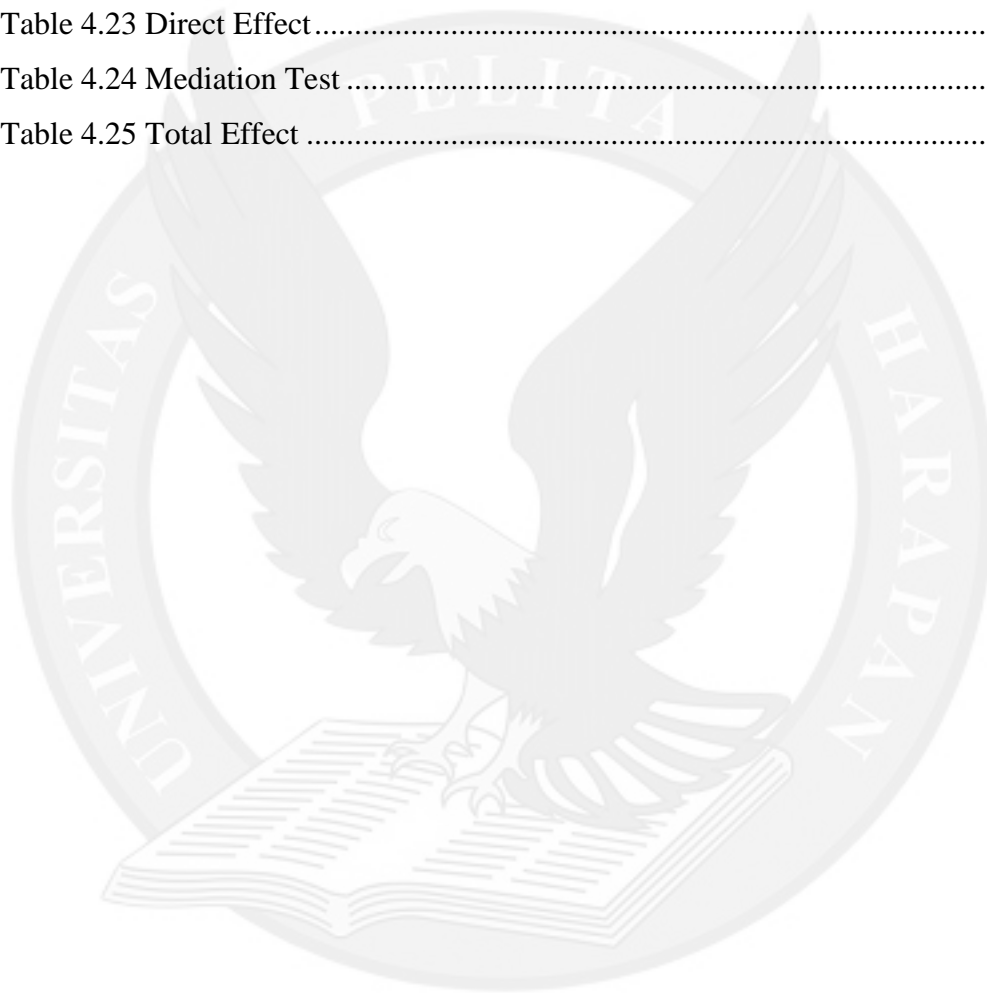 Table 4.23 Direct Effect....................................................................................
Table 4.24 Mediation Test ................................................................................
Table 4.25 Total Effect .....................................................................................
UNIVERSITAS PELITA HARAPAN